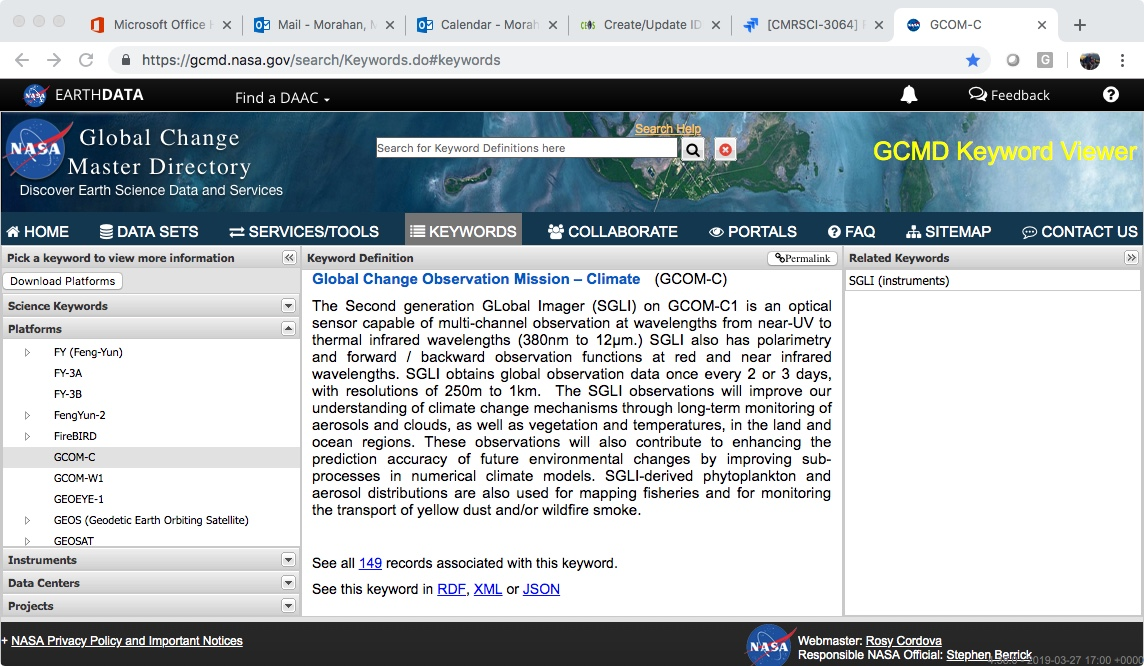 Microsoft Office H
Mail - Morahan, M
Calendar - Morah
CEOS Create/Update ID
[CMRSCI-3064] F
GCOM-C
https://gcmd.nasa.gov/search/Keywords.do#keywords
G
NASA EARTHDATA
Find a DAAC
Feedback
NASA
Global Change
Master Directory
Discover Earth Science Data and Services
Search Help
Search for Keyword Definitions here
GCMD Keyword Viewer
HOME
DATA SETS
SERVICES/TOOLS
KEYWORDS
COLLABORATE
PORTALS
FAQ
SITEMAP
CONTACT US
Pick a keyword to view more information
Download Platforms
Science Keywords
Platforms
FY (Feng-Yun)
FY-3A
FY-3B
FengYun-2
FireBIRD
GCOM-C
GCOM-W1
GEOEYE-1
GEOS (Geodetic Earth Orbiting Satellite)
GEOSAT
Instruments
Data Centers
Projects
Keyword Definition
Permalink
Global Change Observation Mission – Climate (GCOM-C)
The Second generation GLobal Imager (SGLI) on GCOM-C1 is an optical
sensor capable of multi-channel observation at wavelengths from near-UV to
thermal infrared wavelengths (380nm to 12µm.) SGLI also has polarimetry
and forward / backward observation functions at red and near infrared
wavelengths. SGLI obtains global observation data once every 2 or 3 days,
with resolutions of 250m to 1km. The SGLI observations will improve our
understanding of climate change mechanisms through long-term monitoring of
aerosols and clouds, as well as vegetation and temperatures, in the land and
ocean regions. These observations will also contribute to enhancing the
prediction accuracy of future environmental changes by improving sub-
processes in numerical climate models. SGLI-derived phytoplankton and
aerosol distributions are also used for mapping fisheries and for monitoring
the transport of yellow dust and/or wildfire smoke.
See all 149 records associated with this keyword.
See this keyword in RDF, XML or JSON
Related Keywords
SGLI (instruments)
+ NASA Privacy Policy and Important Notices
NASA
Webmaster: Rosy Cordova
Responsible NASA Official: Stephen Berrick
2019-03-27 17:00 +0000